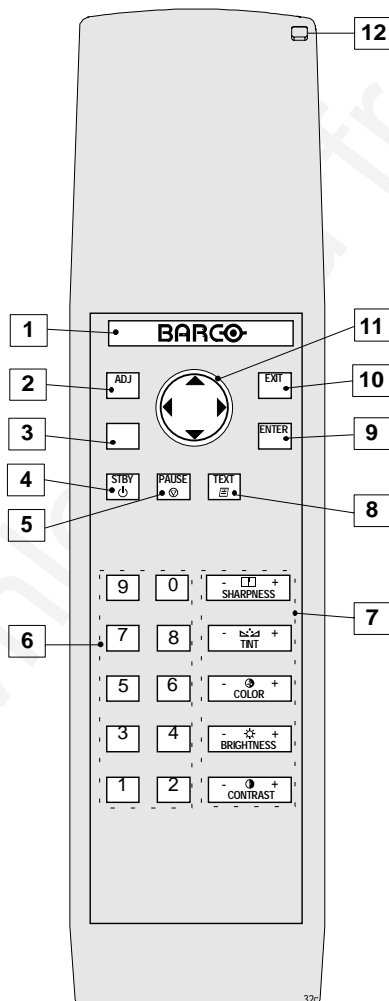 12
1 BARCO 11
2 ADJ EXIT 10
3 ENTER 9
4 STBY PAUSE TEXT 8
5
9 0 - + SHARPNESS
6 7 8 - + TINT 7
5 6 - + COLOR
3 4 - + BRIGHTNESS
1 2 - + CONTRAST
32c